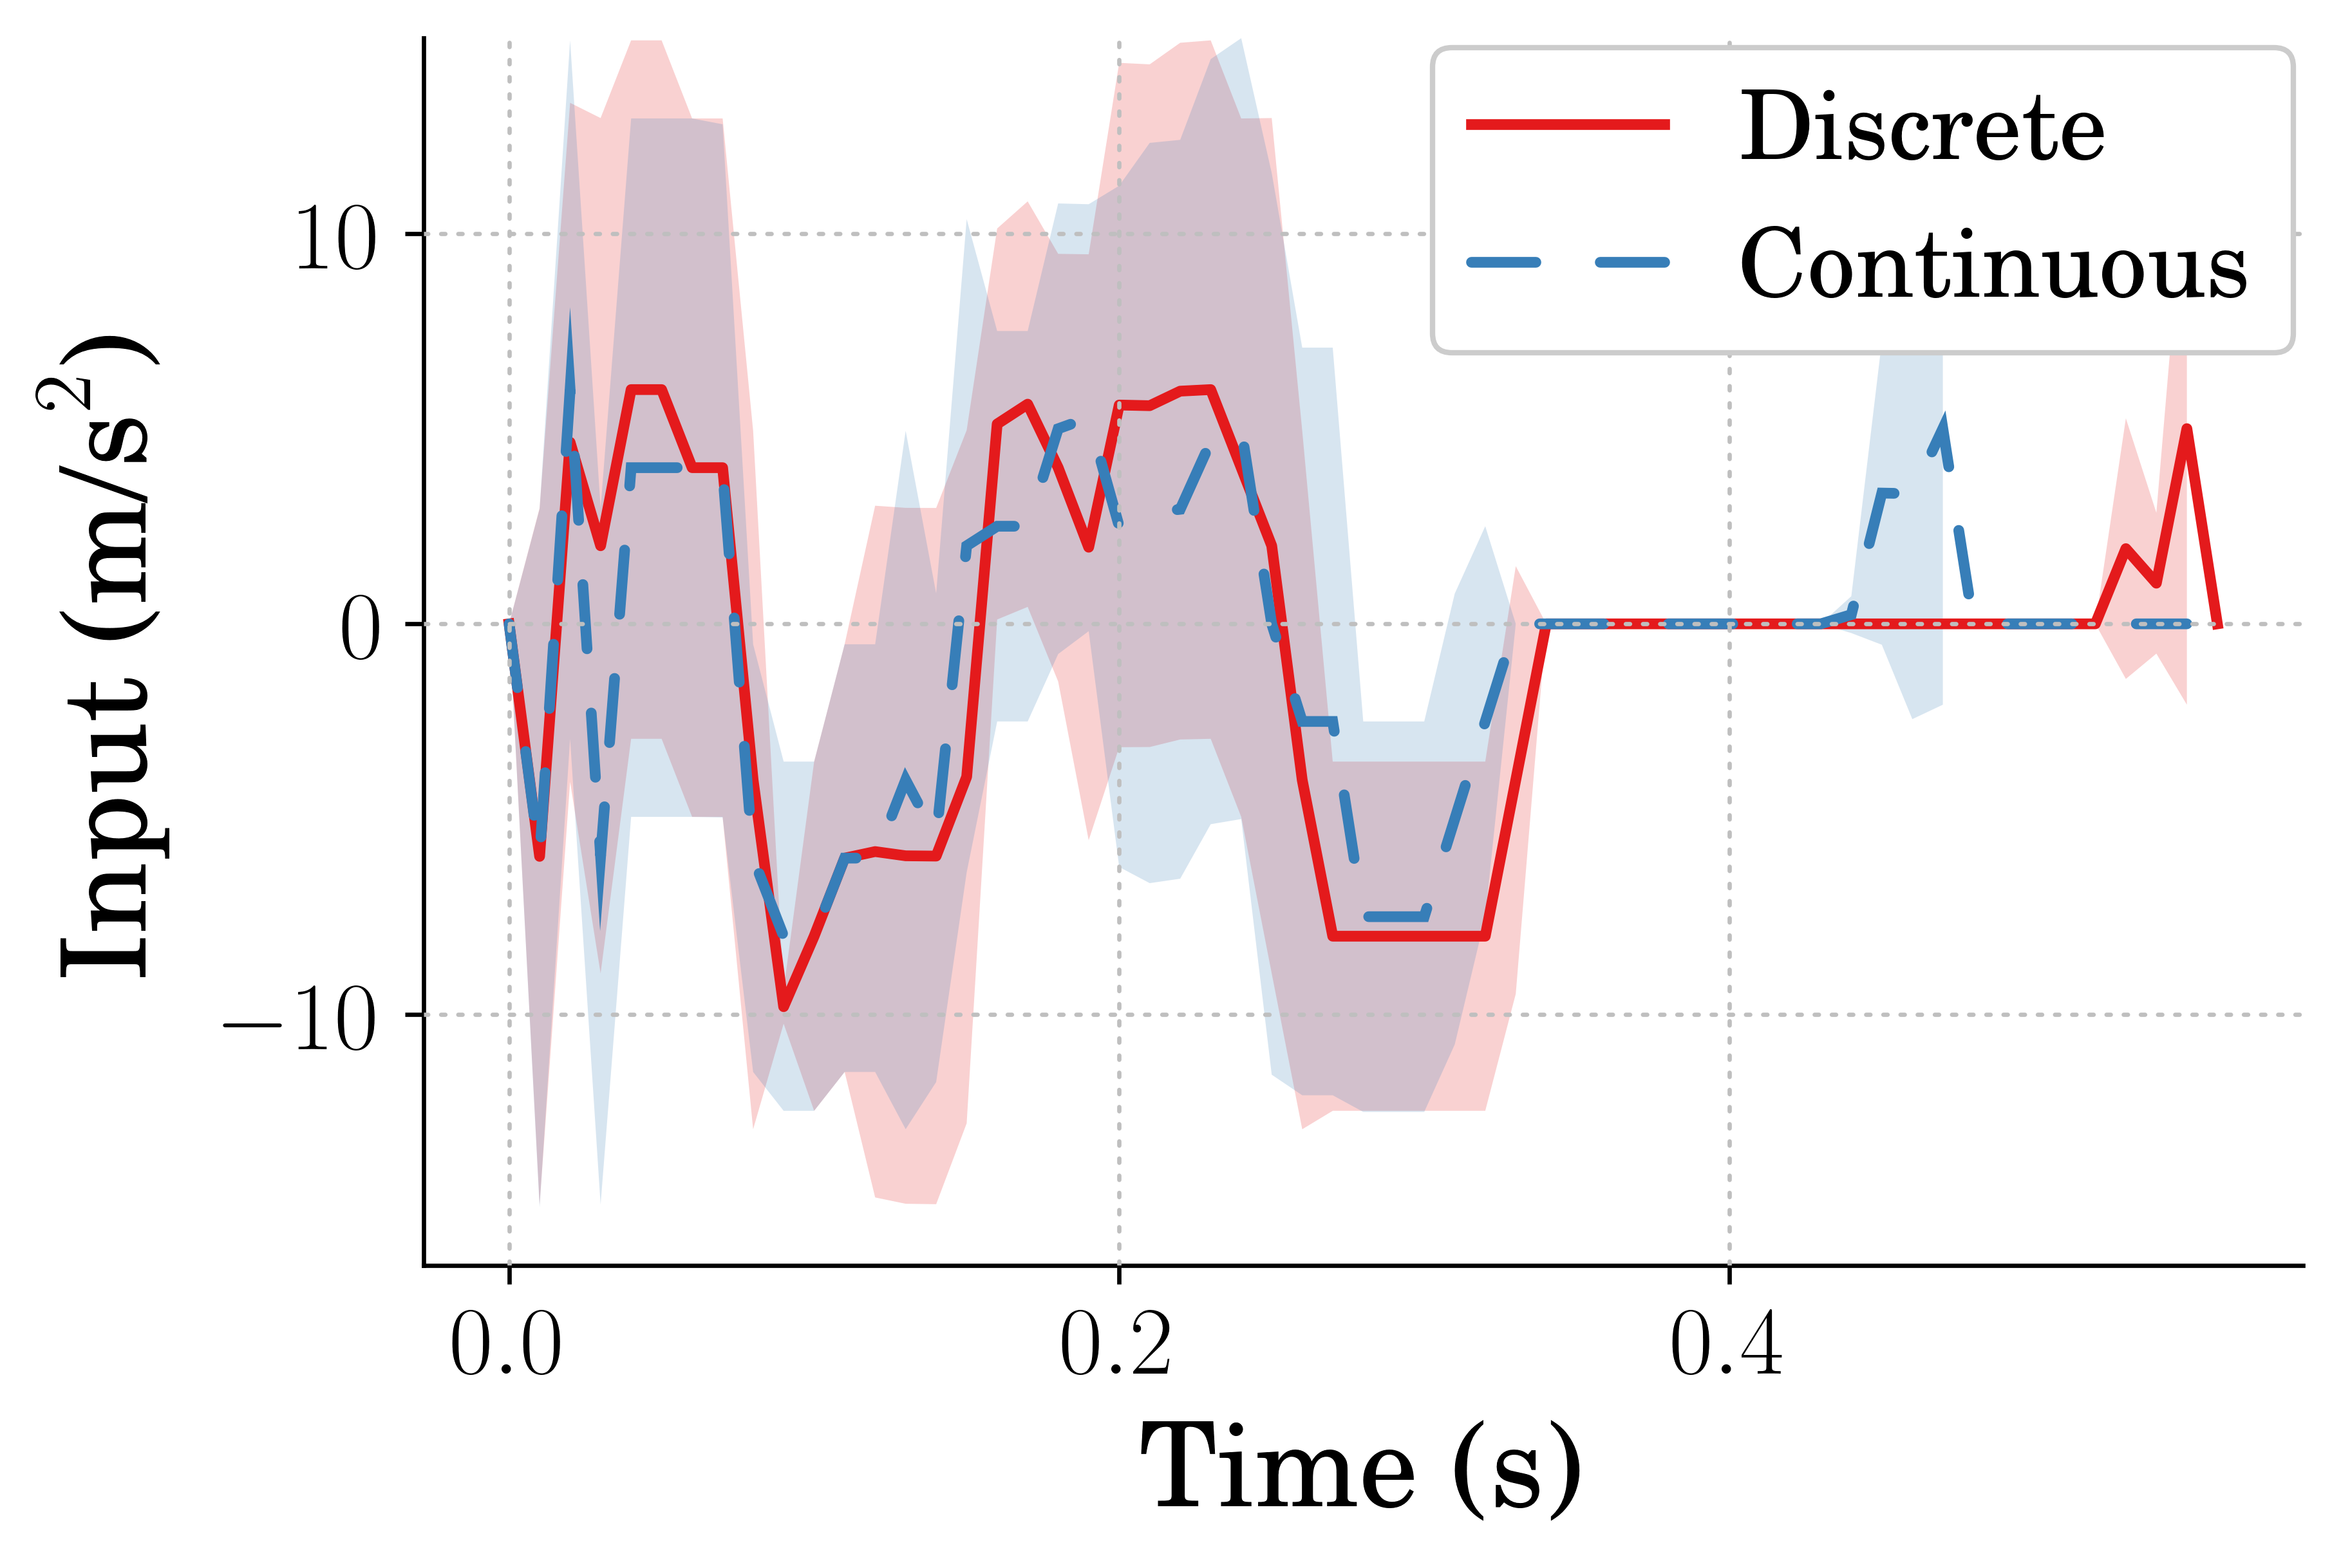 Discrete
Continuous
Input (m/s²)
10
0
−10
0.0
0.2
0.4
Time (s)